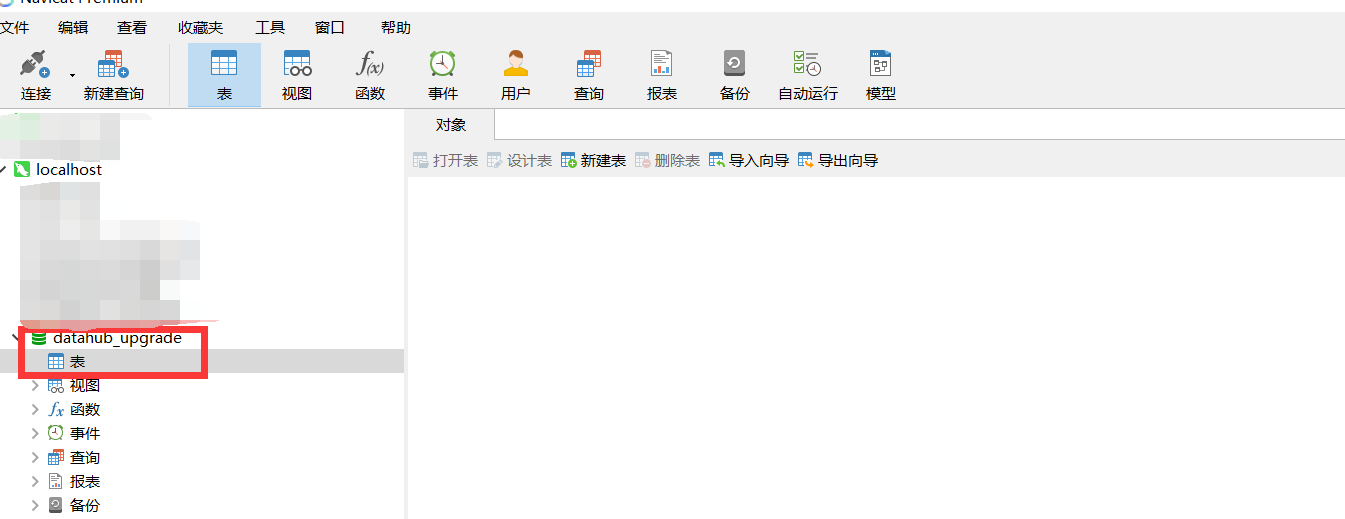 Navicat Premium
文件 编辑 查看 收藏夹 工具 窗口 帮助
连接 新建查询 表 视图 函数 事件 用户 查询 报表 备份 自动运行 模型
对象
打开表 设计表 新建表 删除表 导入向导 导出向导
localhost
datahub_upgrade
表
视图
函数
事件
查询
报表
备份